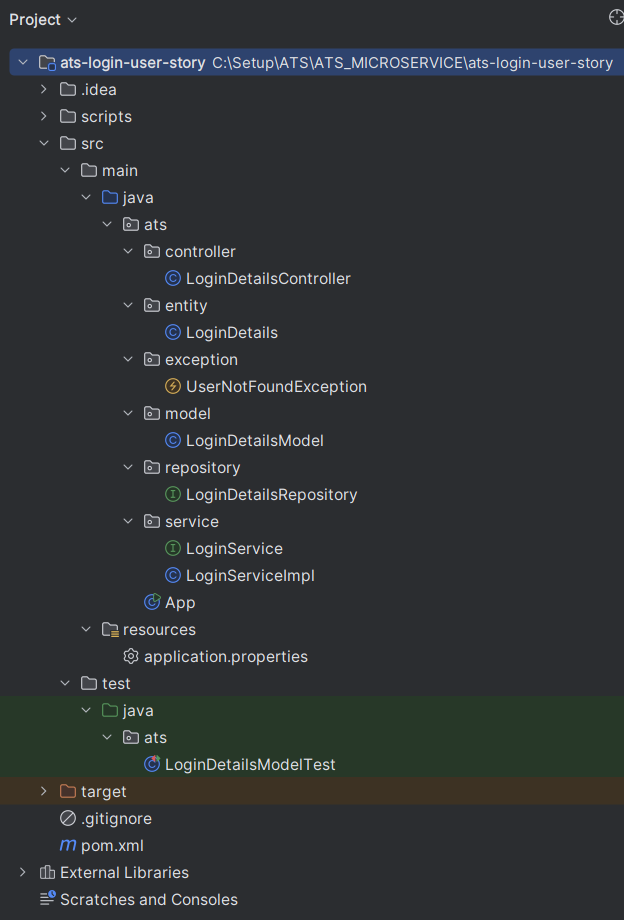 Project
ats-login-user-story C:\Setup\ATS\ATS_MICROSERVICE\ats-login-user-story
.idea
scripts
src
main
java
ats
controller
LoginDetailsController
entity
LoginDetails
exception
UserNotFoundException
model
LoginDetailsModel
repository
LoginDetailsRepository
service
LoginService
LoginServiceImpl
App
resources
application.properties
test
java
ats
LoginDetailsModelTest
target
.gitignore
pom.xml
External Libraries
Scratches and Consoles